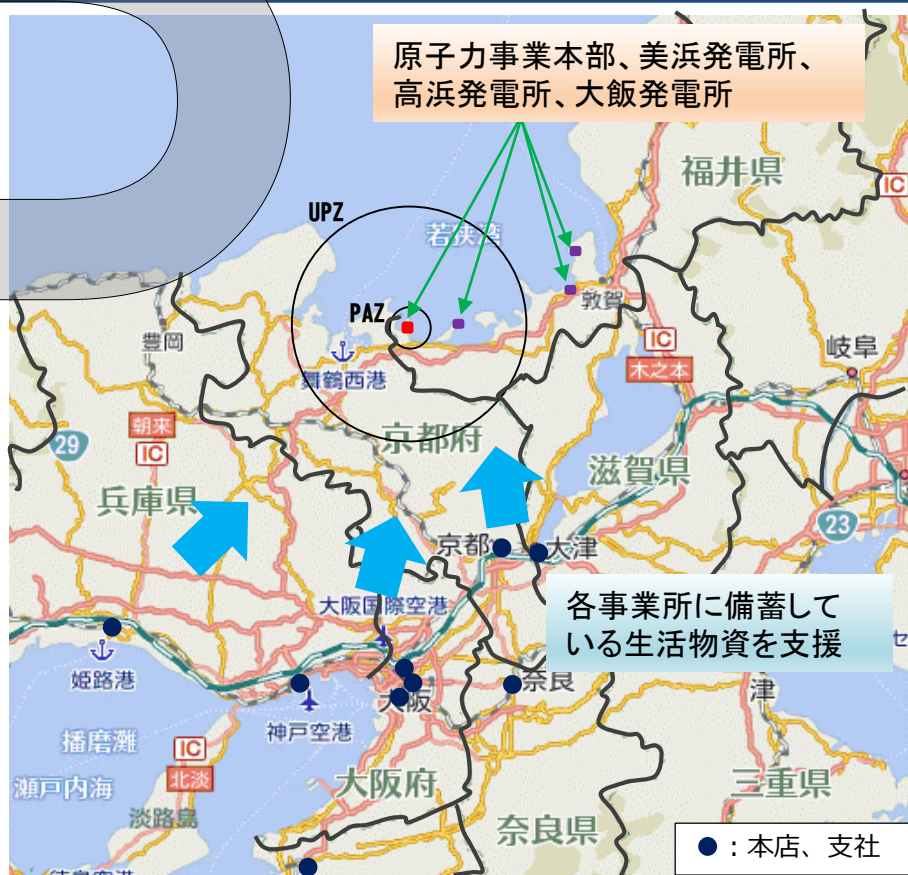 原子力事業本部、美浜発電所、
高浜発電所、大飯発電所
福井県
IC
UPZ
若狭湾
PAZ
敦賀
豊岡
舞鶴西港
IC
木之本
岐阜
朝来
IC
29
京都府
滋賀県
兵庫県
23
京都
大津
大阪国際空港
各事業所に備蓄して
いる生活物資を支援
姫路港
大阪
奈良
津
神戸空港
播磨灘
IC
北淡
瀬戸内海
大阪府
三重県
淡路島
奈良県
●：本店、支社